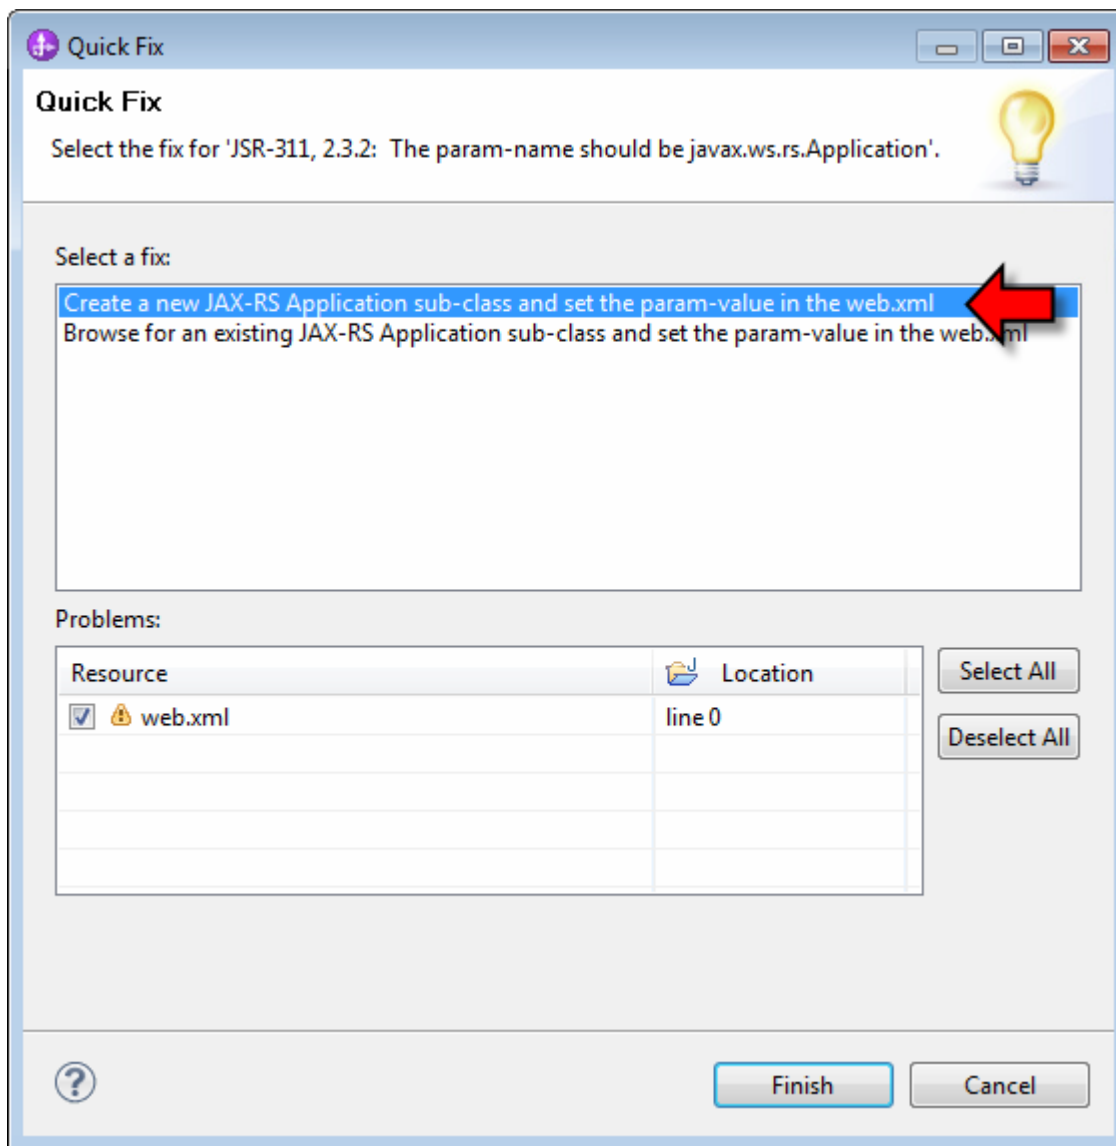 Quick Fix
Quick Fix
Select the fix for 'JSR-311, 2.3.2:  The param-name should be javax.ws.rs.Application'.
Select a fix:
Create a new JAX-RS Application sub-class and set the param-value in the web.xml
Browse for an existing JAX-RS Application sub-class and set the param-value in the web.xml
Problems:
Resource Location
web.xml line 0
Select All
Deselect All
Finish Cancel